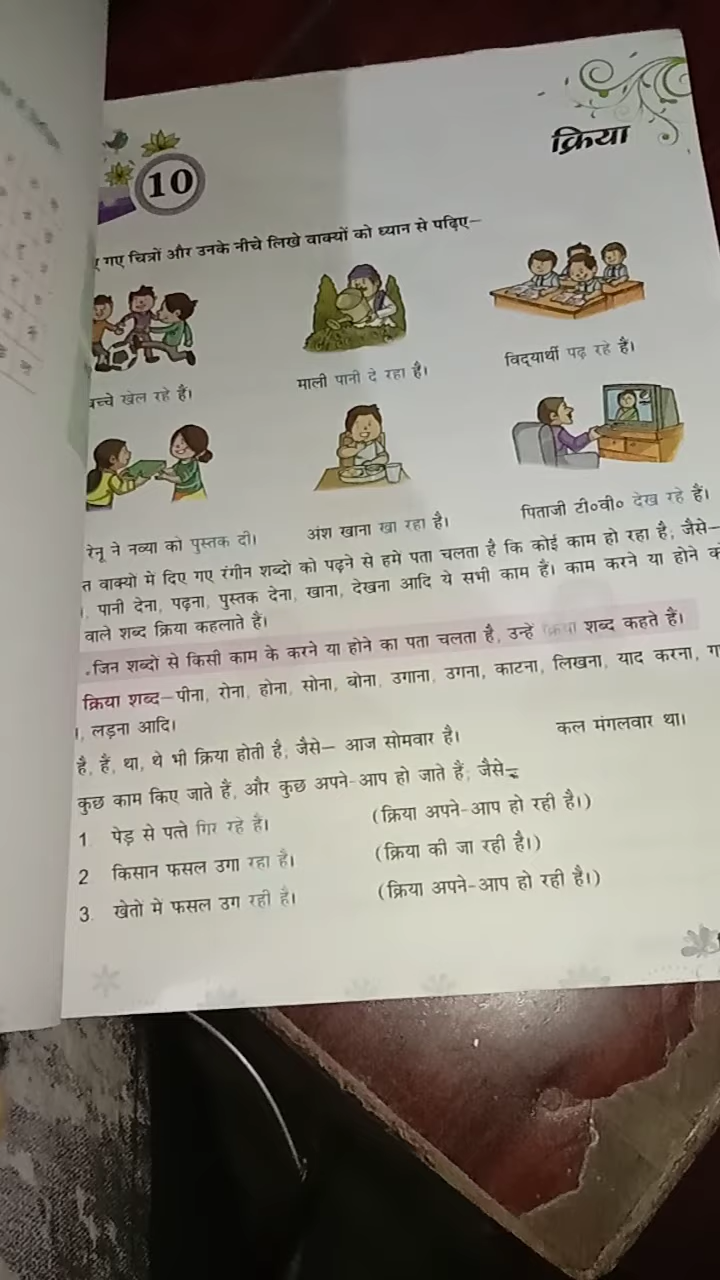 क्रिया
10
गए चित्रों और उनके नीचे लिखे वाक्यों को ध्यान से पढ़िए–
बच्चे खेल रहे हैं।
माली पानी दे रहा है।
विद्यार्थी पढ़ रहे हैं।
रेनू ने नव्या को पुस्तक दी।
अंश खाना खा रहा है।
पिताजी टी०वी० देख रहे हैं।
वाक्यों में दिए गए रंगीन शब्दों को पढ़ने से हमें पता चलता है कि कोई काम हो रहा है, जैसे–
पानी देना, पढ़ना, पुस्तक देना, खाना, देखना आदि ये सभी काम हैं। काम करने या होने
वाले शब्द क्रिया कहलाते हैं।
जिन शब्दों से किसी काम के करने या होने का पता चलता है, उन्हें क्रिया शब्द कहते हैं।
क्रिया शब्द–पीना, रोना, होना, सोना, बोना, उगाना, उगना, काटना, लिखना, याद करना,
लड़ना आदि।
है, हैं, था, थे भी क्रिया होती है, जैसे– आज सोमवार है। कल मंगलवार था।
कुछ काम किए जाते हैं, और कुछ अपने-आप हो जाते हैं, जैसे–
1 पेड़ से पत्ते गिर रहे हैं। (क्रिया अपने-आप हो रही है।)
2 किसान फसल उगा रहा है। (क्रिया की जा रही है।)
3. खेतों में फसल उग रही है। (क्रिया अपने-आप हो रही है।)